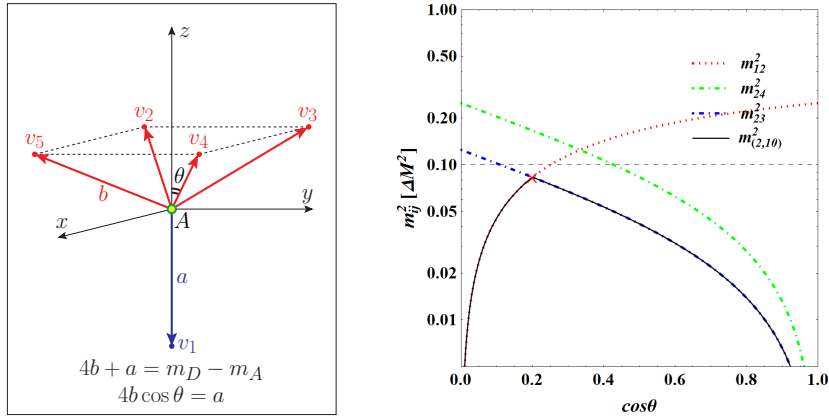 z
v₂
v₃
v₅
v₄
θ
b
y
x
A
a
v₁
4b + a = m_D − m_A
4b cos θ = a
m²ᵢⱼ [ΔM²]
1.00
0.50
0.20
0.10
0.05
0.02
0.01
m²₁₂
m²₂₄
m²₂₃
m²₍₂,₁₀₎
0.0 0.2 0.4 0.6 0.8 1.0
cosθ